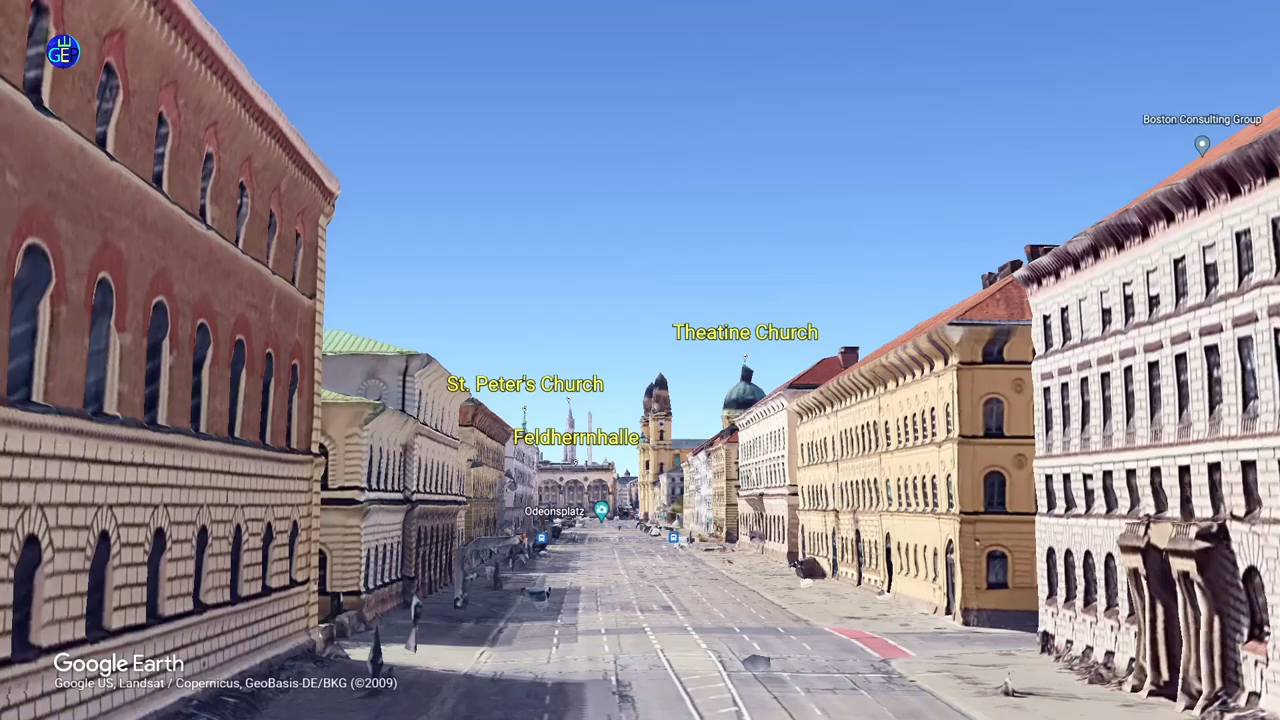 GEP
Boston Consulting Group
Theatine Church
St. Peter's Church
Feldherrnhalle
Odeonsplatz
Google Earth
Google US, Landsat / Copernicus, GeoBasis-DE/BKG (©2009)